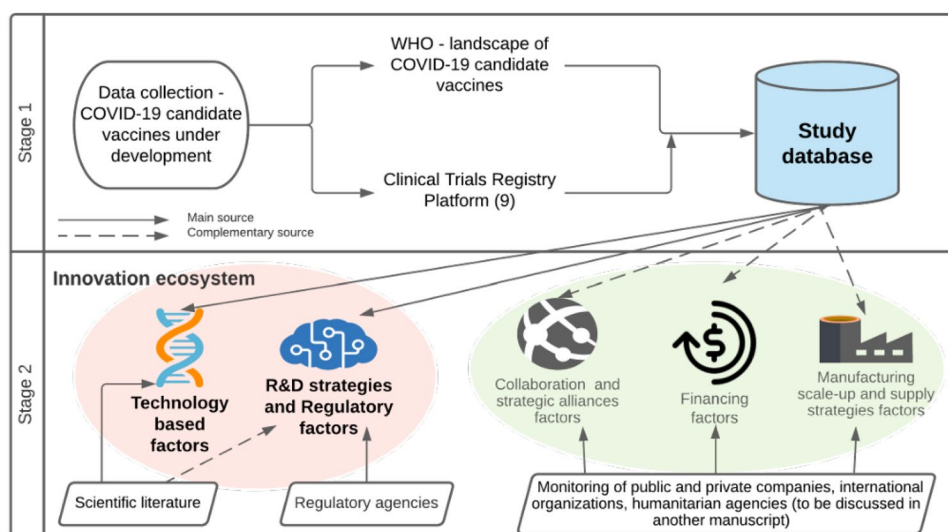 Stage 1
Data collection -
COVID-19 candidate
vaccines under
development
WHO - landscape of
COVID-19 candidate
vaccines
Clinical Trials Registry
Platform (9)
Study
database
Main source
Complementary source
Stage 2
Innovation ecosystem
Technology
based
factors
R&D strategies
and Regulatory
factors
Collaboration and
strategic alliances
factors
$
Financing
factors
Manufacturing
scale-up and supply
strategies factors
Scientific literature
Regulatory agencies
Monitoring of public and private companies, international
organizations, humanitarian agencies (to be discussed in
another manuscript)